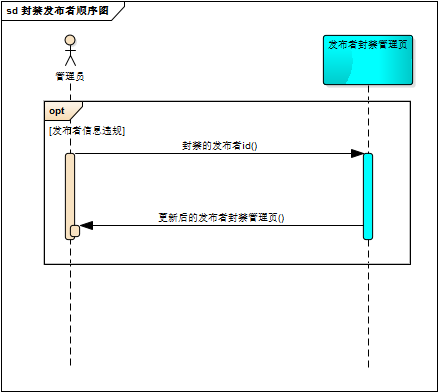 sd 封禁发布者顺序图
管理员
发布者封禁管理页
opt
[发布者信息违规]
封禁的发布者id()
更新后的发布者封禁管理页()